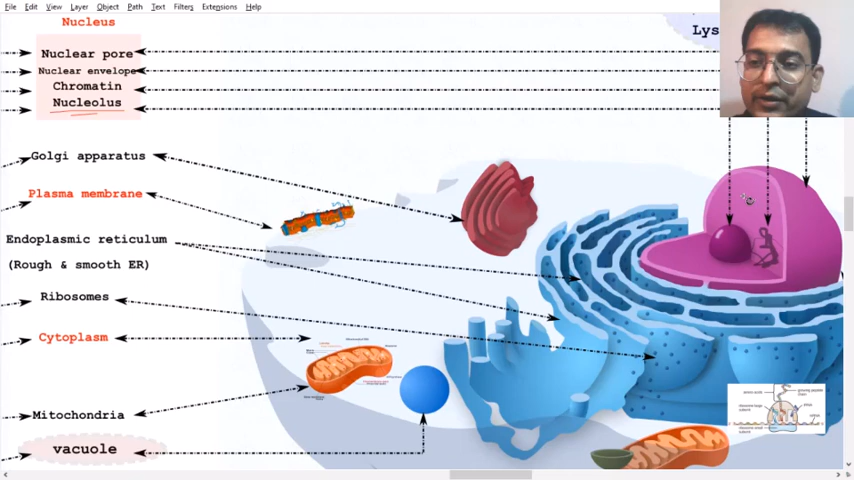 File Edit View Layer Object Path Text Filters Extensions Help
Nucleus
Lys
Nuclear pore
Nuclear envelope
Chromatin
Nucleolus
Golgi apparatus
Plasma membrane
Endoplasmic reticulum
(Rough & smooth ER)
Ribosomes
Cytoplasm
Mitochondria
vacuole